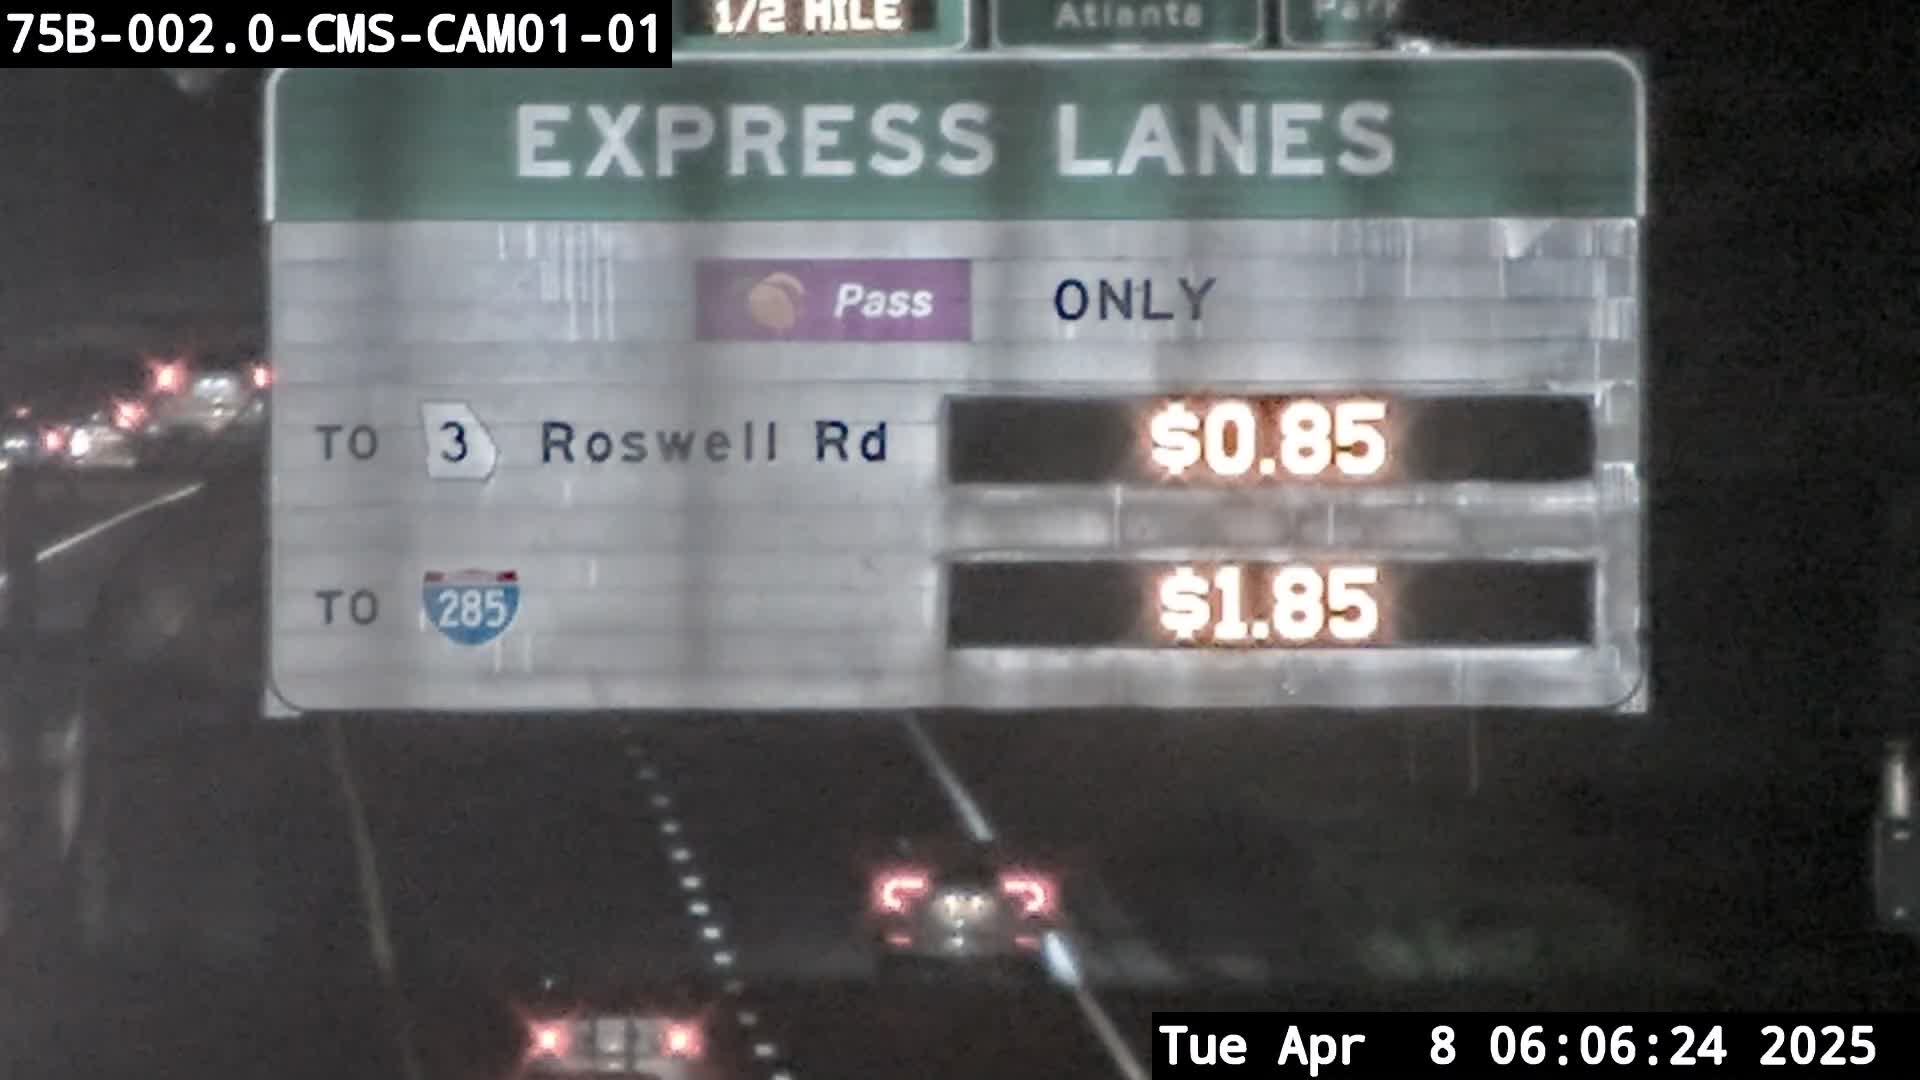 75B-002.0-CMS-CAM01-01
1/2 MILE
Atlanta
Park
EXPRESS LANES
Pass ONLY
TO 3 Roswell Rd $0.85
TO 285 $1.85
Tue Apr 8 06:06:24 2025